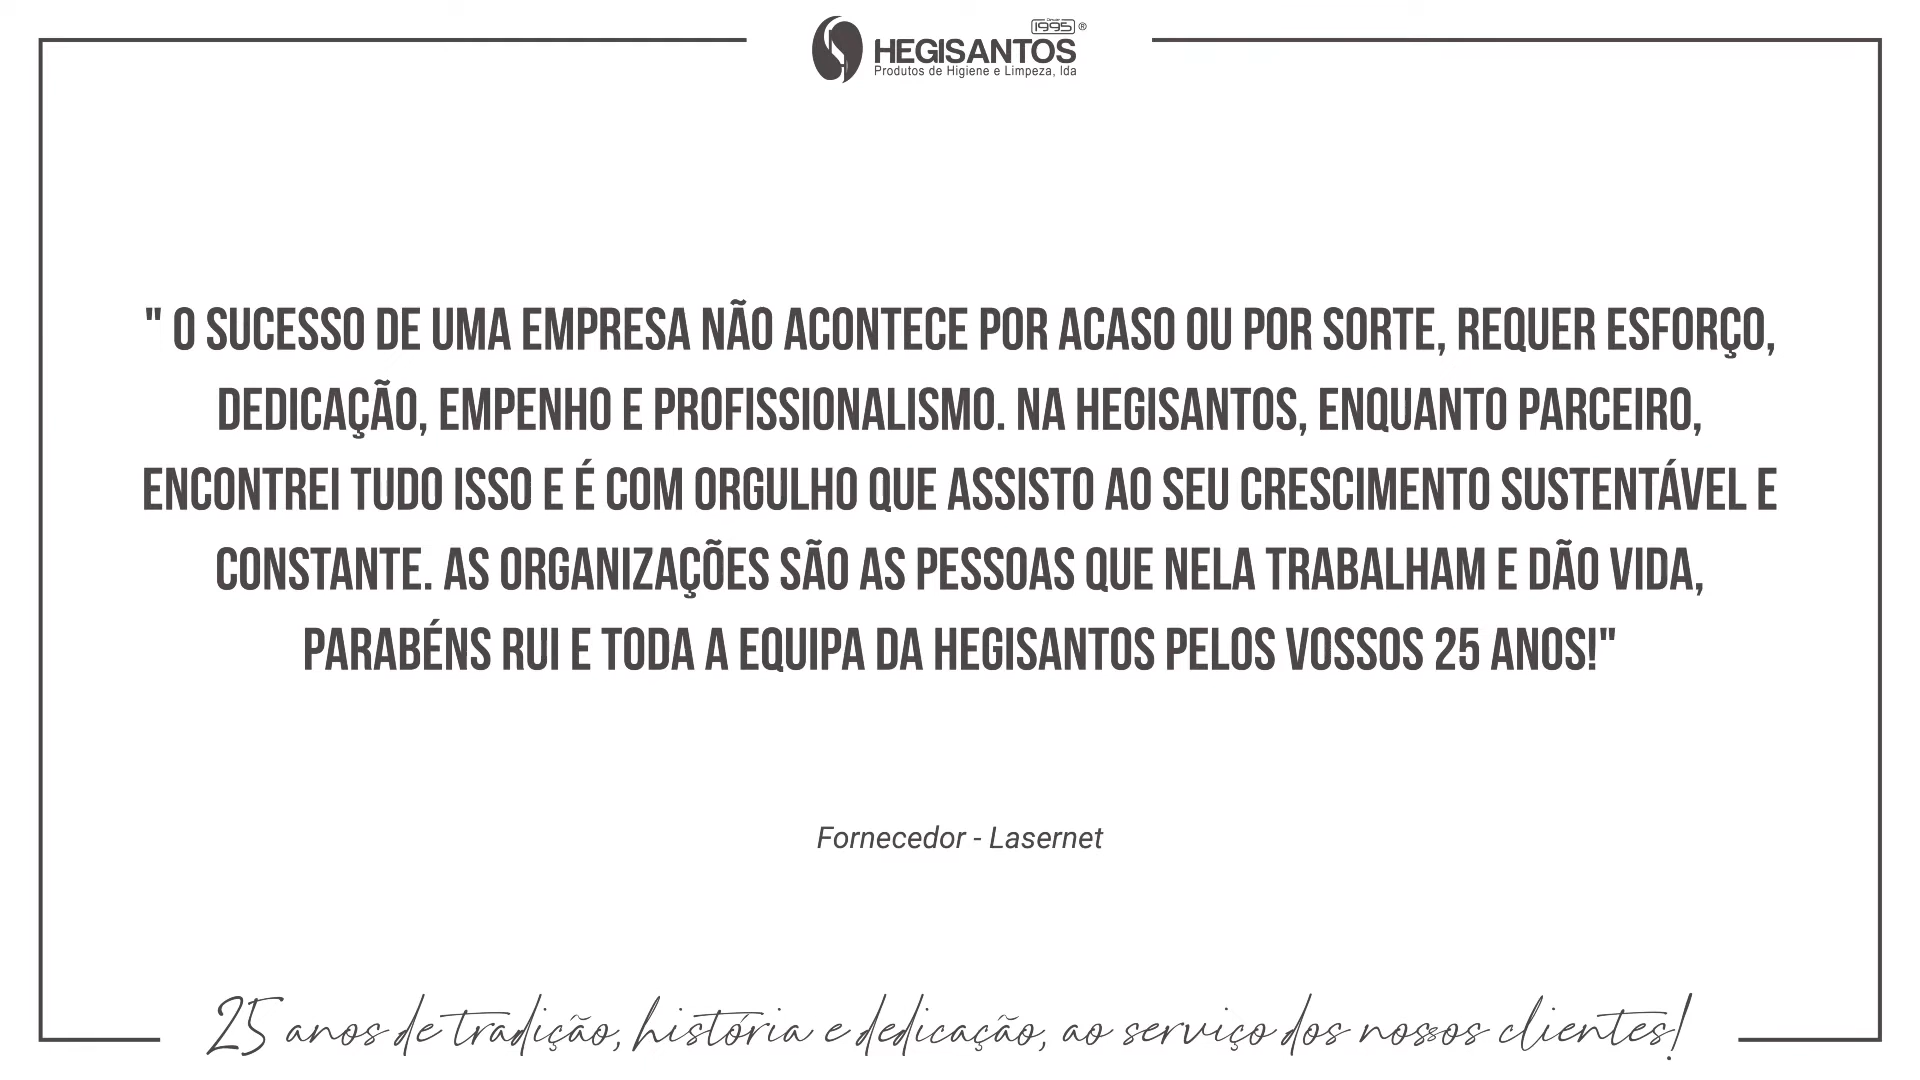 Desde
1995 ®
HEGISANTOS
Produtos de Higiene e Limpeza, lda
" O SUCESSO DE UMA EMPRESA NÃO ACONTECE POR ACASO OU POR SORTE, REQUER ESFORÇO,
DEDICAÇÃO, EMPENHO E PROFISSIONALISMO. NA HEGISANTOS, ENQUANTO PARCEIRO,
ENCONTREI TUDO ISSO E É COM ORGULHO QUE ASSISTO AO SEU CRESCIMENTO SUSTENTÁVEL E
CONSTANTE. AS ORGANIZAÇÕES SÃO AS PESSOAS QUE NELA TRABALHAM E DÃO VIDA,
PARABÉNS RUI E TODA A EQUIPA DA HEGISANTOS PELOS VOSSOS 25 ANOS!"
Fornecedor - Lasernet
25 anos de tradição, história e dedicação, ao serviço dos nossos clientes!